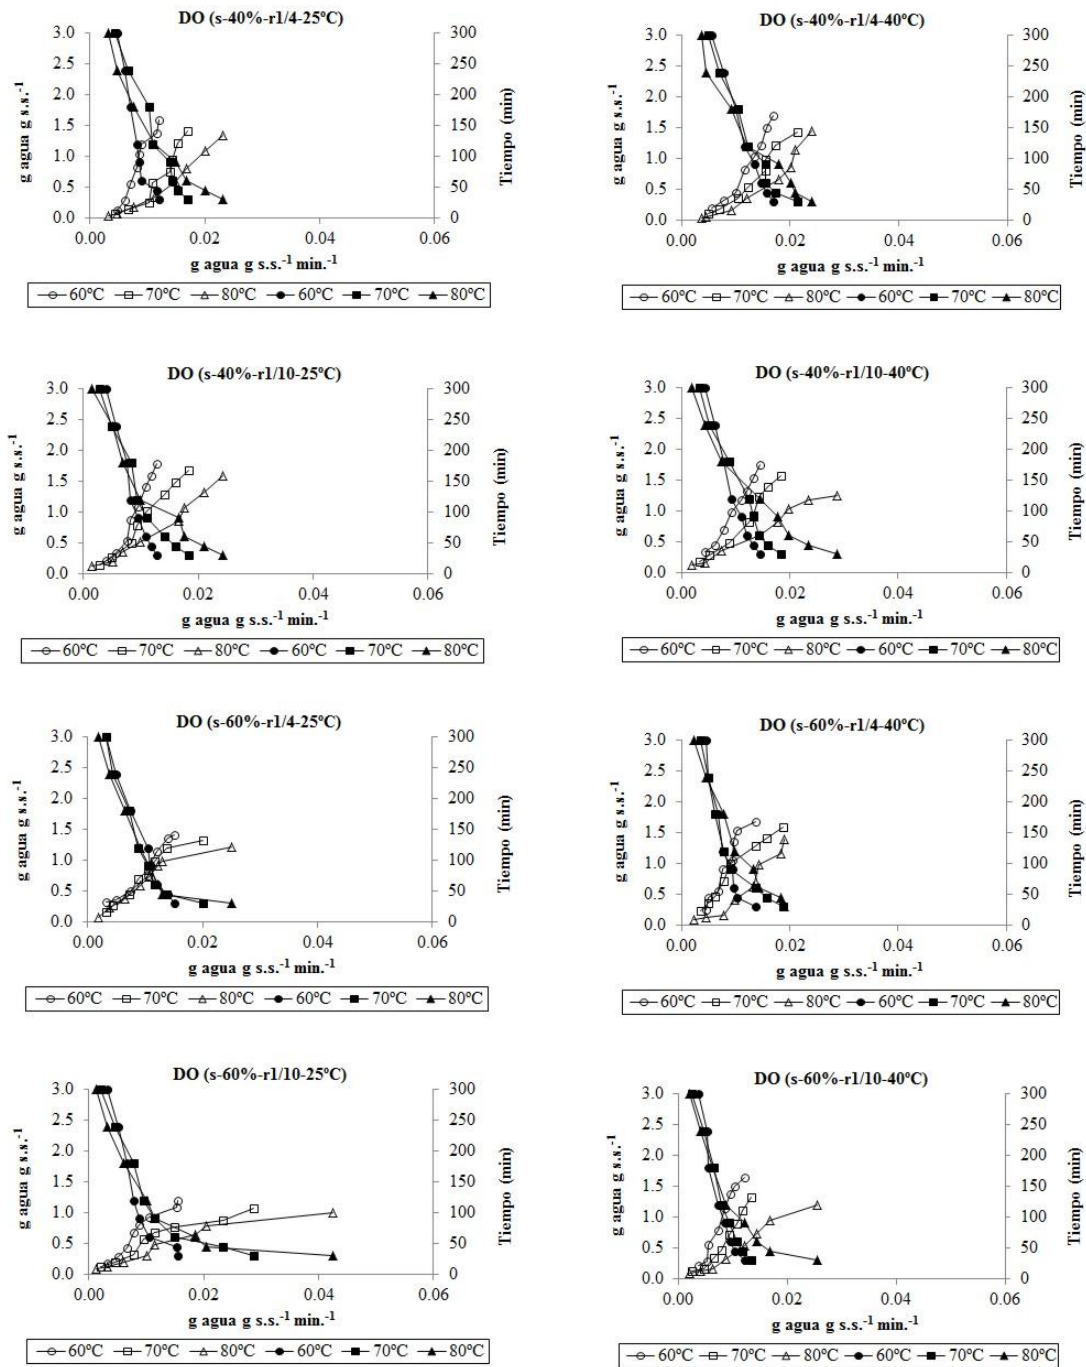 DO (s-40%-r1/4-25ºC)
3.0 300
2.5 250
2.0 200
1.5 150
1.0 100
0.5 50
0.0 0
0.00 0.02 0.04 0.06
g agua g s.s.⁻¹
Tiempo (min)
g agua g s.s.⁻¹ min.⁻¹
60ºC 70ºC 80ºC 60ºC 70ºC 80ºC
DO (s-40%-r1/4-40ºC)
3.0 300
2.5 250
2.0 200
1.5 150
1.0 100
0.5 50
0.0 0
0.00 0.02 0.04 0.06
g agua g s.s.⁻¹
Tiempo (min)
g agua g s.s.⁻¹ min.⁻¹
60ºC 70ºC 80ºC 60ºC 70ºC 80ºC
DO (s-40%-r1/10-25ºC)
3.0 300
2.5 250
2.0 200
1.5 150
1.0 100
0.5 50
0.0 0
0.00 0.02 0.04 0.06
g agua g s.s.⁻¹
Tiempo (min)
g agua g s.s.⁻¹ min.⁻¹
60ºC 70ºC 80ºC 60ºC 70ºC 80ºC
DO (s-40%-r1/10-40ºC)
3.0 300
2.5 250
2.0 200
1.5 150
1.0 100
0.5 50
0.0 0
0.00 0.02 0.04 0.06
g agua g s.s.⁻¹
Tiempo (min)
g agua g s.s.⁻¹ min.⁻¹
60ºC 70ºC 80ºC 60ºC 70ºC 80ºC
DO (s-60%-r1/4-25ºC)
3.0 300
2.5 250
2.0 200
1.5 150
1.0 100
0.5 50
0.0 0
0.00 0.02 0.04 0.06
g agua g s.s.⁻¹
Tiempo (min)
g agua g s.s.⁻¹ min.⁻¹
60ºC 70ºC 80ºC 60ºC 70ºC 80ºC
DO (s-60%-r1/4-40ºC)
3.0 300
2.5 250
2.0 200
1.5 150
1.0 100
0.5 50
0.0 0
0.00 0.02 0.04 0.06
g agua g s.s.⁻¹
Tiempo (min)
g agua g s.s.⁻¹ min.⁻¹
60ºC 70ºC 80ºC 60ºC 70ºC 80ºC
DO (s-60%-r1/10-25ºC)
3.0 300
2.5 250
2.0 200
1.5 150
1.0 100
0.5 50
0.0 0
0.00 0.02 0.04 0.06
g agua g s.s.⁻¹
Tiempo (min)
g agua g s.s.⁻¹ min.⁻¹
60ºC 70ºC 80ºC 60ºC 70ºC 80ºC
DO (s-60%-r1/10-40ºC)
3.0 300
2.5 250
2.0 200
1.5 150
1.0 100
0.5 50
0.0 0
0.00 0.02 0.04 0.06
g agua g s.s.⁻¹
Tiempo (min)
g agua g s.s.⁻¹ min.⁻¹
60ºC 70ºC 80ºC 60ºC 70ºC 80ºC